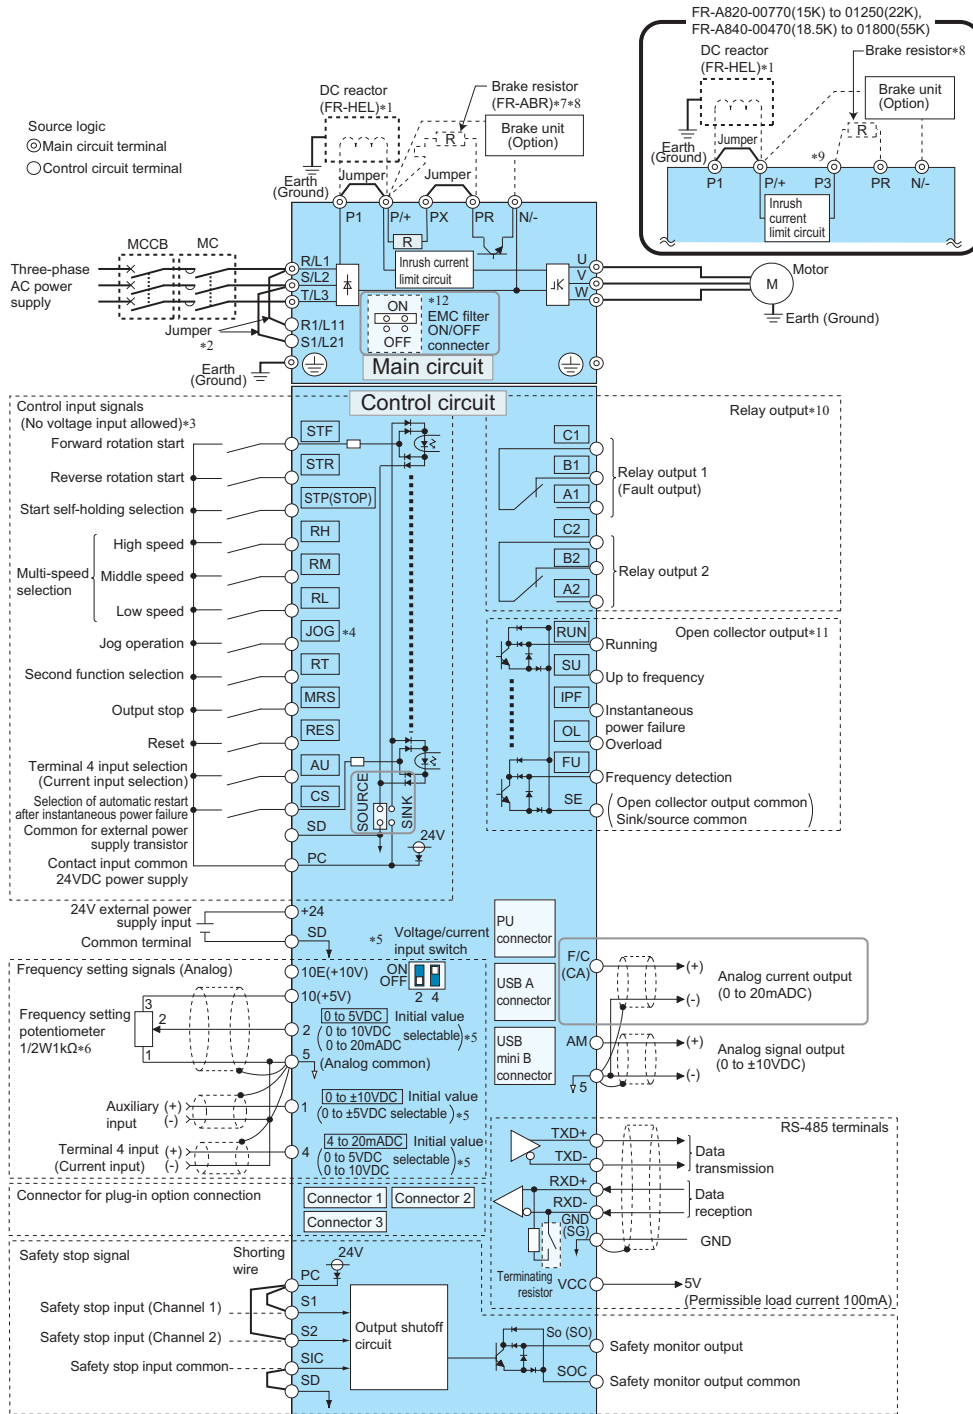 FR-A820-00770(15K) to 01250(22K),
FR-A840-00470(18.5K) to 01800(55K)
DC reactor
(FR-HEL)*1
Brake resistor*8
Brake unit
(Option)
R
Earth
(Ground)
Jumper
*9
P1
P/+
P3
PR
N/-
Inrush
current
limit circuit
Source logic
Main circuit terminal
Control circuit terminal
DC reactor
(FR-HEL)*1
Brake resistor
(FR-ABR)*7*8
Brake unit
(Option)
R
Earth
(Ground)
Jumper
Jumper
P1
P/+
PX
PR
N/-
R
Inrush current
limit circuit
MCCB
MC
Three-phase
AC power
supply
R/L1
S/L2
T/L3
R1/L11
S1/L21
Jumper
*2
Earth
(Ground)
ON
OFF
*12
EMC filter
ON/OFF
connecter
U
V
W
Motor
M
Earth (Ground)
Main circuit
Control circuit
Control input signals
(No voltage input allowed)*3
Forward rotation start
STF
Reverse rotation start
STR
Start self-holding selection
STP(STOP)
Multi-speed
selection
High speed
RH
Middle speed
RM
Low speed
RL
Jog operation
JOG
*4
Second function selection
RT
Output stop
MRS
Reset
RES
Terminal 4 input selection
(Current input selection)
AU
Selection of automatic restart
after instantaneous power failure
CS
Common for external power
supply transistor
SD
Contact input common
24VDC power supply
PC
SOURCE
SINK
24V
Relay output*10
C1
B1
A1
Relay output 1
(Fault output)
C2
B2
A2
Relay output 2
Open collector output*11
RUN
Running
SU
Up to frequency
IPF
Instantaneous
power failure
OL
Overload
FU
Frequency detection
SE
Open collector output common
Sink/source common
24V external power
supply input
+24
Common terminal
SD
*5
Voltage/current
input switch
ON
OFF
2 4
Frequency setting signals (Analog)
10E(+10V)
10(+5V)
Frequency setting
potentiometer
1/2W1kΩ*6
3
2
1
2
0 to 5VDC Initial value
0 to 10VDC
0 to 20mADC
selectable
*5
5
(Analog common)
Auxiliary
input
(+)
(-)
1
0 to ±10VDC Initial value
(0 to ±5VDC selectable)
*5
Terminal 4 input
(Current input)
(+)
(-)
4
4 to 20mADC Initial value
0 to 5VDC
0 to 10VDC
selectable
*5
PU
connector
USB A
connector
USB
mini B
connector
F/C
(CA)
(+)
(-)
Analog current output
(0 to 20mADC)
AM
5
(+)
(-)
Analog signal output
(0 to ±10VDC)
Connector for plug-in option connection
Connector 1
Connector 2
Connector 3
RS-485 terminals
TXD+
TXD-
Data
transmission
RXD+
RXD-
Data
reception
GND
(SG)
GND
Terminating
resistor
VCC
5V
(Permissible load current 100mA)
Safety stop signal
Shorting
wire
24V
PC
Safety stop input (Channel 1)
S1
Safety stop input (Channel 2)
S2
Safety stop input common
SIC
SD
Output shutoff
circuit
So (SO)
Safety monitor output
SOC
Safety monitor output common